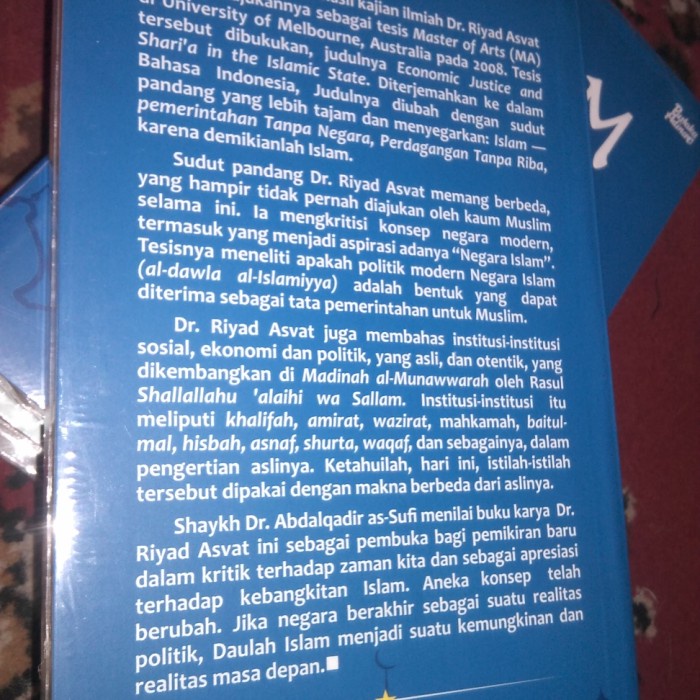 kajian ilmiah Dr. Riyad Asvat
sebagai tesis Master of Arts (MA)
di University of Melbourne, Australia pada 2008. Tesis
tersebut dibukukan, judulnya Economic Justice and
Shari'a in the Islamic State. Diterjemahkan ke dalam
Bahasa Indonesia, Judulnya diubah dengan sudut
pandang yang lebih tajam dan menyegarkan: Islam —
pemerintahan Tanpa Negara, Perdagangan Tanpa Riba,
karena demikianlah Islam.
Sudut pandang Dr. Riyad Asvat memang berbeda,
yang hampir tidak pernah diajukan oleh kaum Muslim
selama ini. Ia mengkritisi konsep negara modern,
termasuk yang menjadi aspirasi adanya “Negara Islam”.
Tesisnya meneliti apakah politik modern Negara Islam
(al-dawla al-Islamiyya) adalah bentuk yang dapat
diterima sebagai tata pemerintahan untuk Muslim.
Dr. Riyad Asvat juga membahas institusi-institusi
sosial, ekonomi dan politik, yang asli, dan otentik, yang
dikembangkan di Madinah al-Munawwarah oleh Rasul
Shallallahu 'alaihi wa Sallam. Institusi-institusi itu
meliputi khalifah, amirat, wazirat, mahkamah, baitul-
mal, hisbah, asnaf, shurta, waqaf, dan sebagainya, dalam
pengertian aslinya. Ketahuilah, hari ini, istilah-istilah
tersebut dipakai dengan makna berbeda dari aslinya.
Shaykh Dr. Abdalqadir as-Sufi menilai buku karya Dr.
Riyad Asvat ini sebagai pembuka bagi pemikiran baru
dalam kritik terhadap zaman kita dan sebagai apresiasi
terhadap kebangkitan Islam. Aneka konsep telah
berubah. Jika negara berakhir sebagai suatu realitas
politik, Daulah Islam menjadi suatu kemungkinan dan
realitas masa depan.■